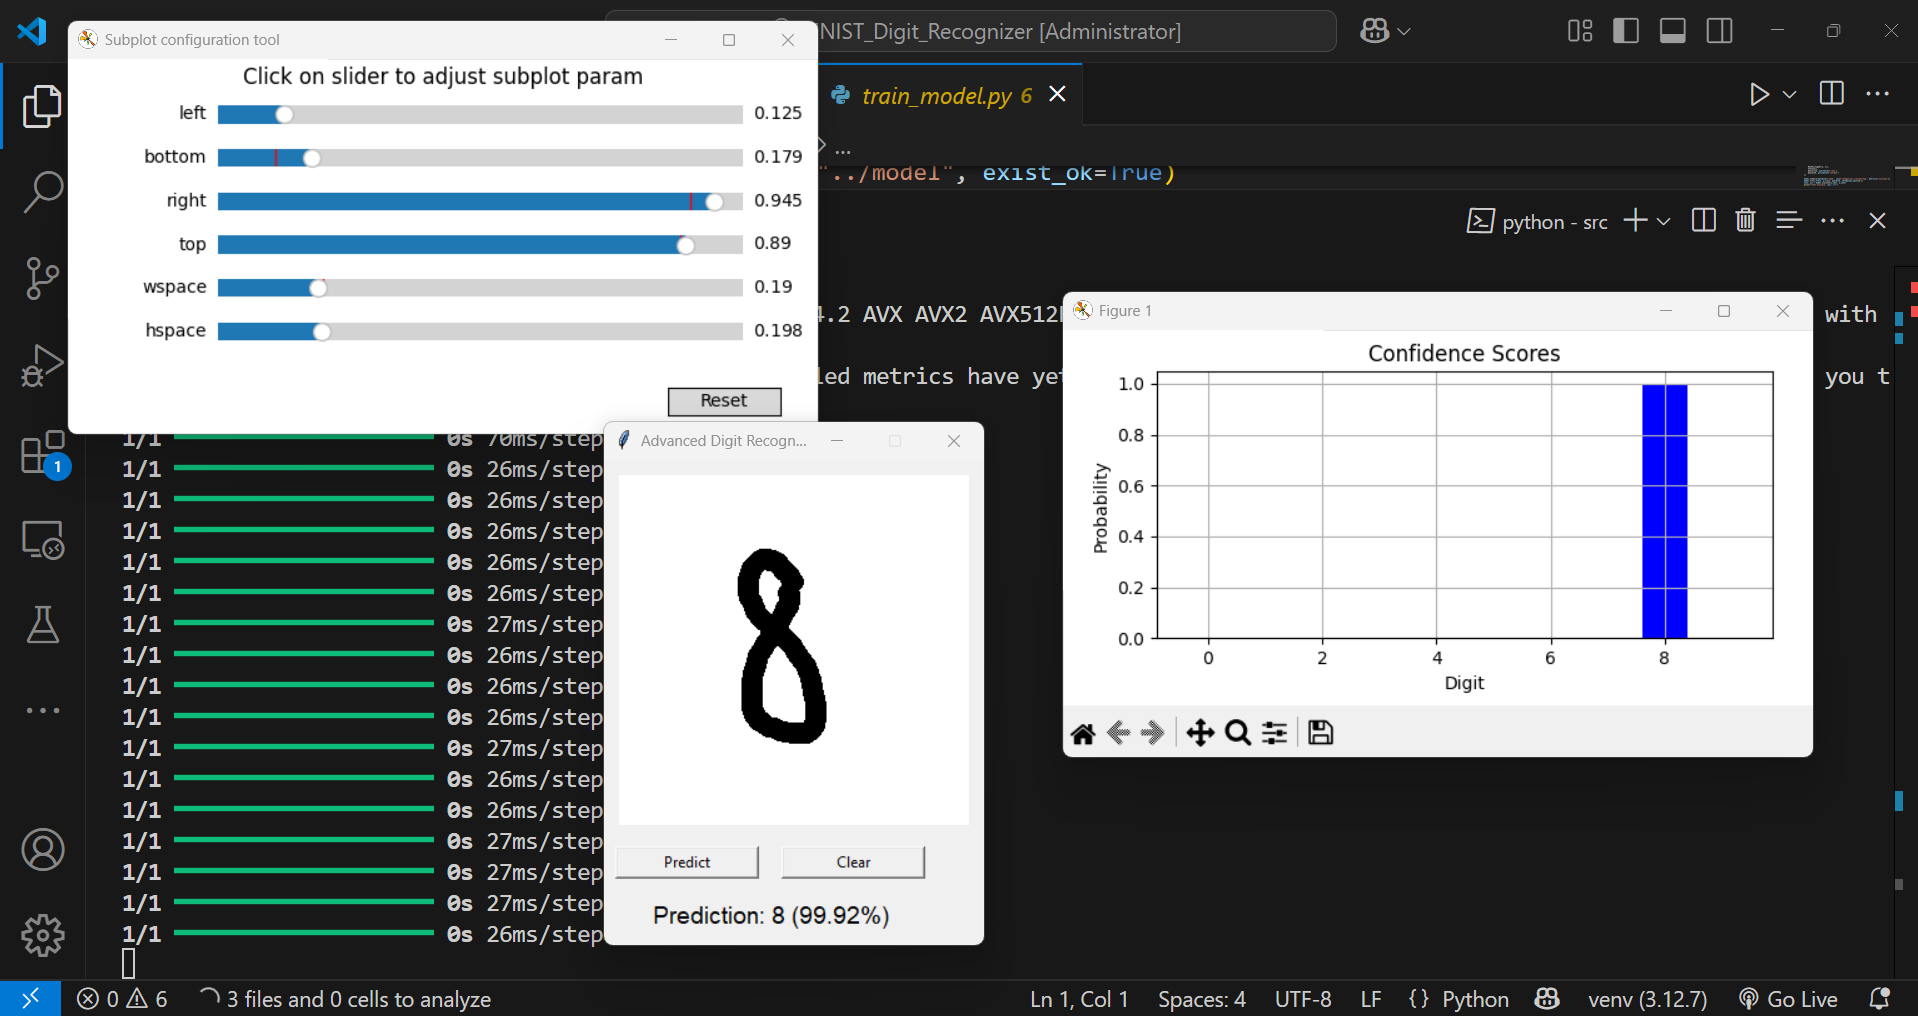 NIST_Digit_Recognizer [Administrator]
Subplot configuration tool
Click on slider to adjust subplot param
left 0.125
bottom 0.179
right 0.945
top 0.89
wspace 0.19
hspace 0.198
Reset
train_model.py 6
> ...
"../model", exist_ok=True)
python - src
4.2 AVX AVX2 AVX512
with
led metrics have yet
you t
1/1 0s 70ms/step
1/1 0s 26ms/step
1/1 0s 26ms/step
1/1 0s 26ms/step
1/1 0s 26ms/step
1/1 0s 26ms/step
1/1 0s 27ms/step
1/1 0s 26ms/step
1/1 0s 26ms/step
1/1 0s 26ms/step
1/1 0s 27ms/step
1/1 0s 26ms/step
1/1 0s 26ms/step
1/1 0s 27ms/step
1/1 0s 27ms/step
1/1 0s 27ms/step
1/1 0s 26ms/step
Advanced Digit Recogn...
8
Predict Clear
Prediction: 8 (99.92%)
Figure 1
Confidence Scores
Probability
1.0
0.8
0.6
0.4
0.2
0.0
0 2 4 6 8
Digit
1
0 6 3 files and 0 cells to analyze
Ln 1, Col 1 Spaces: 4 UTF-8 LF {} Python venv (3.12.7) Go Live